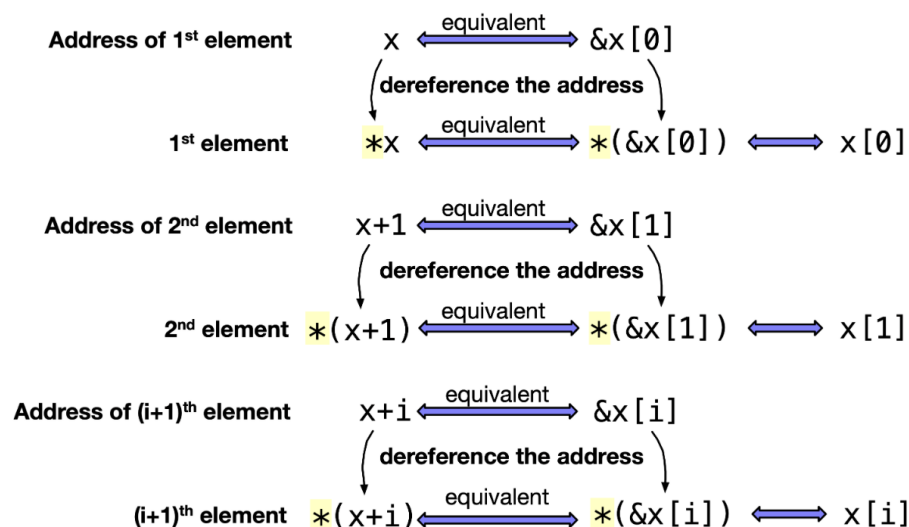 equivalent
Address of 1st element x &x[0]
dereference the address
equivalent
1st element *x *(&x[0]) x[0]
equivalent
Address of 2nd element x+1 &x[1]
dereference the address
equivalent
2nd element *(x+1) *(&x[1]) x[1]
equivalent
Address of (i+1)th element x+i &x[i]
dereference the address
equivalent
(i+1)th element *(x+i) *(&x[i]) x[i]